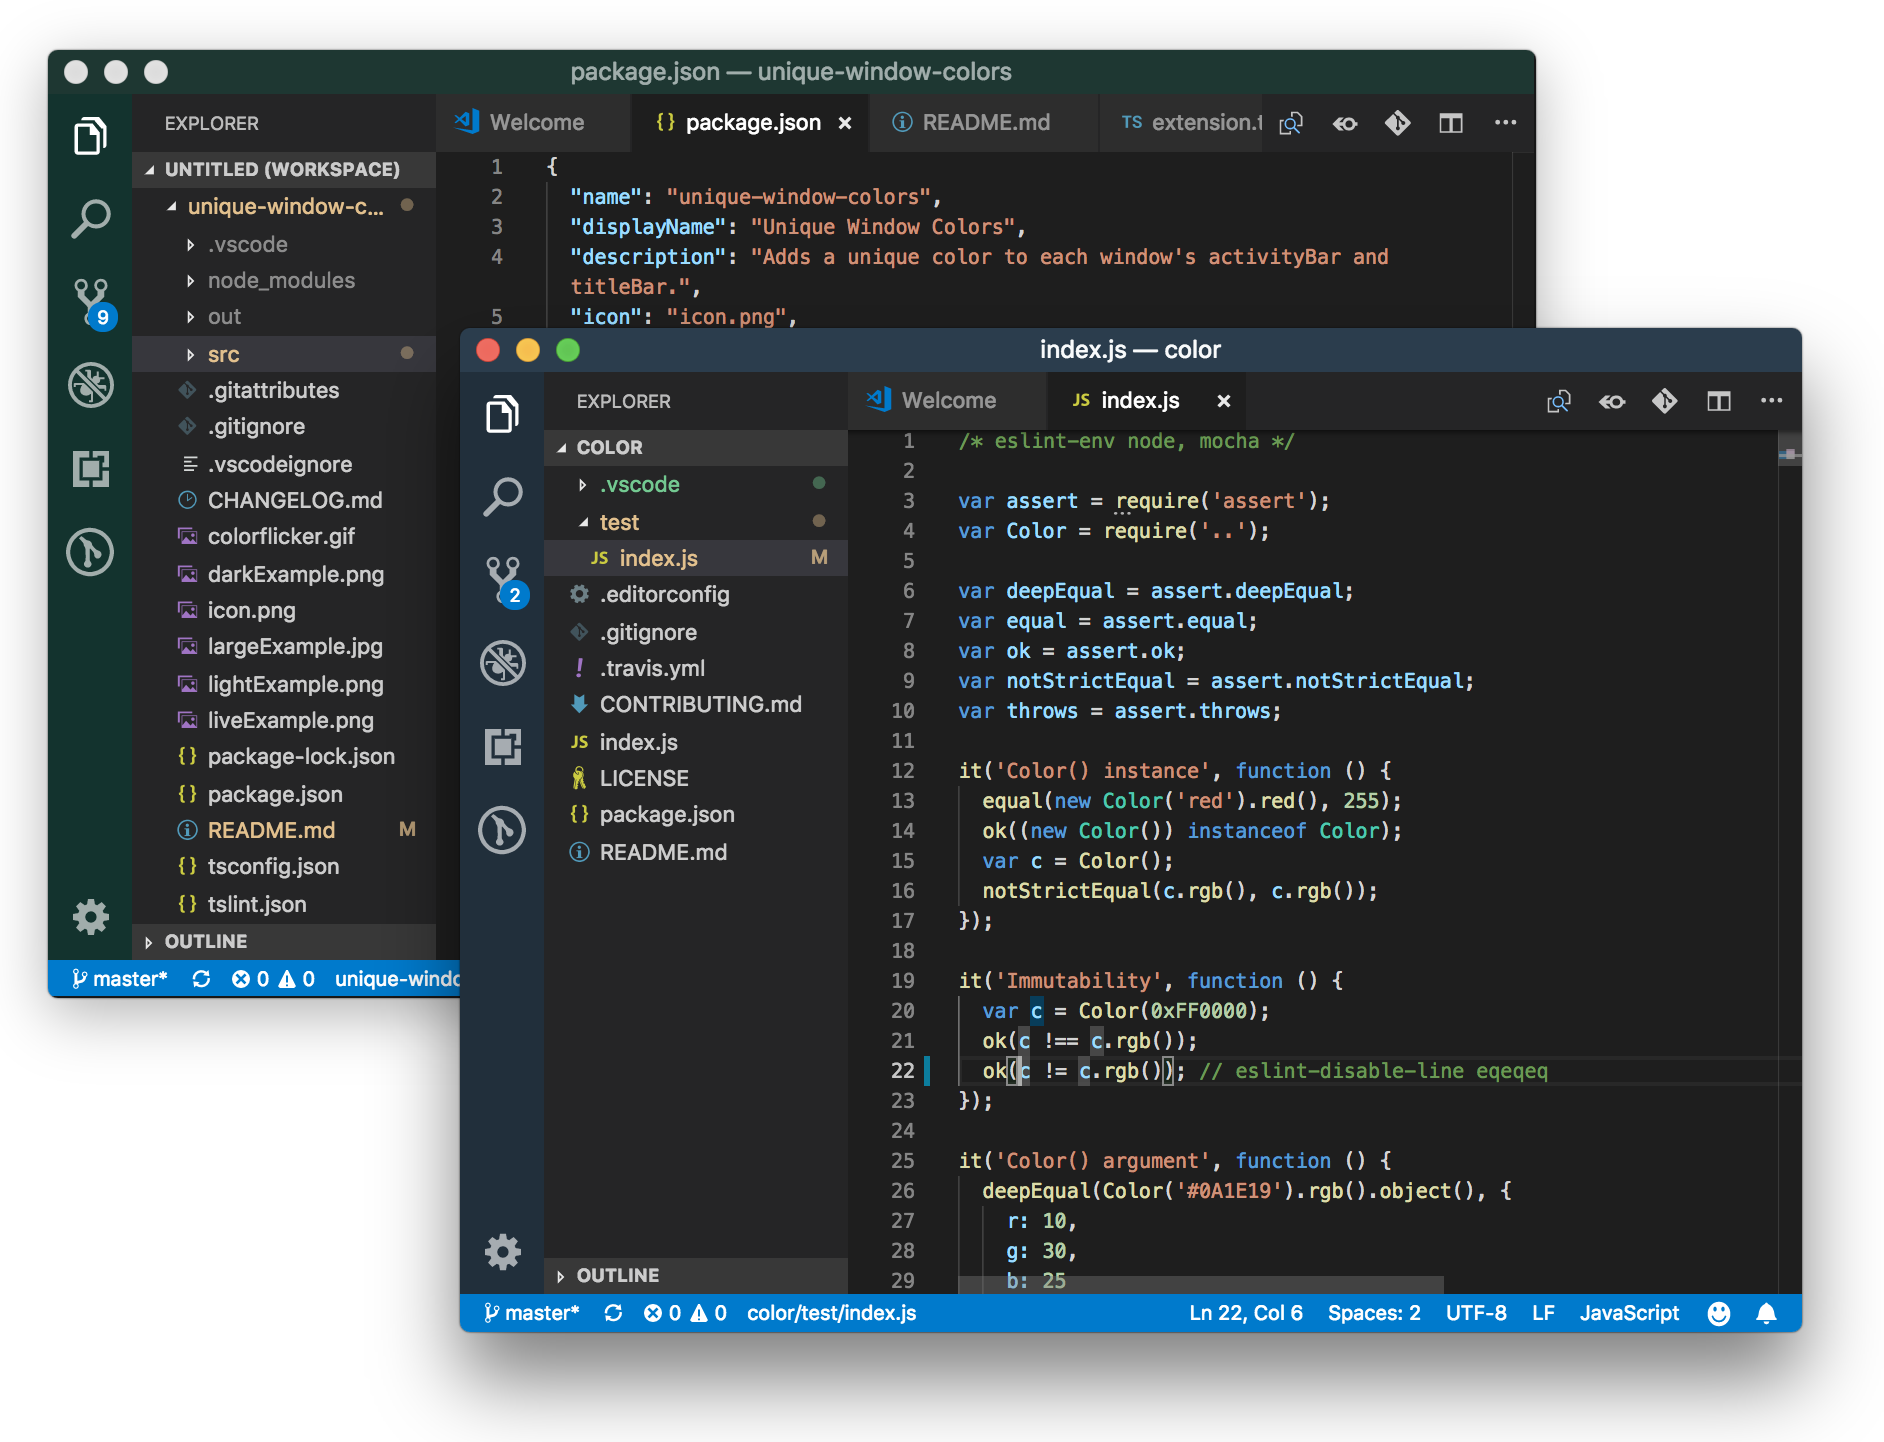 package.json — unique-window-colors
EXPLORER
Welcome
{} package.json ×
README.md
TS extension.t
UNTITLED (WORKSPACE)
unique-window-c...
.vscode
node_modules
out
src
.gitattributes
.gitignore
.vscodeignore
CHANGELOG.md
colorflicker.gif
darkExample.png
icon.png
largeExample.jpg
lightExample.png
liveExample.png
{} package-lock.json
{} package.json
README.md M
{} tsconfig.json
{} tslint.json
OUTLINE
9
master* 0 0 unique-windo
1 {
2 "name": "unique-window-colors",
3 "displayName": "Unique Window Colors",
4 "description": "Adds a unique color to each window's activityBar and
titleBar.",
5 "icon": "icon.png",
index.js — color
EXPLORER
Welcome
JS index.js ×
COLOR
.vscode
test
JS index.js M
.editorconfig
.gitignore
! .travis.yml
CONTRIBUTING.md
JS index.js
LICENSE
{} package.json
README.md
OUTLINE
2
1 /* eslint-env node, mocha */
2
3 var assert = require('assert');
4 var Color = require('..');
5
6 var deepEqual = assert.deepEqual;
7 var equal = assert.equal;
8 var ok = assert.ok;
9 var notStrictEqual = assert.notStrictEqual;
10 var throws = assert.throws;
11
12 it('Color() instance', function () {
13 equal(new Color('red').red(), 255);
14 ok((new Color()) instanceof Color);
15 var c = Color();
16 notStrictEqual(c.rgb(), c.rgb());
17 });
18
19 it('Immutability', function () {
20 var c = Color(0xFF0000);
21 ok(c !== c.rgb());
22 ok(c != c.rgb()); // eslint-disable-line eqeqeq
23 });
24
25 it('Color() argument', function () {
26 deepEqual(Color('#0A1E19').rgb().object(), {
27 r: 10,
28 g: 30,
29 b: 25
master* 0 0 color/test/index.js Ln 22, Col 6 Spaces: 2 UTF-8 LF JavaScript